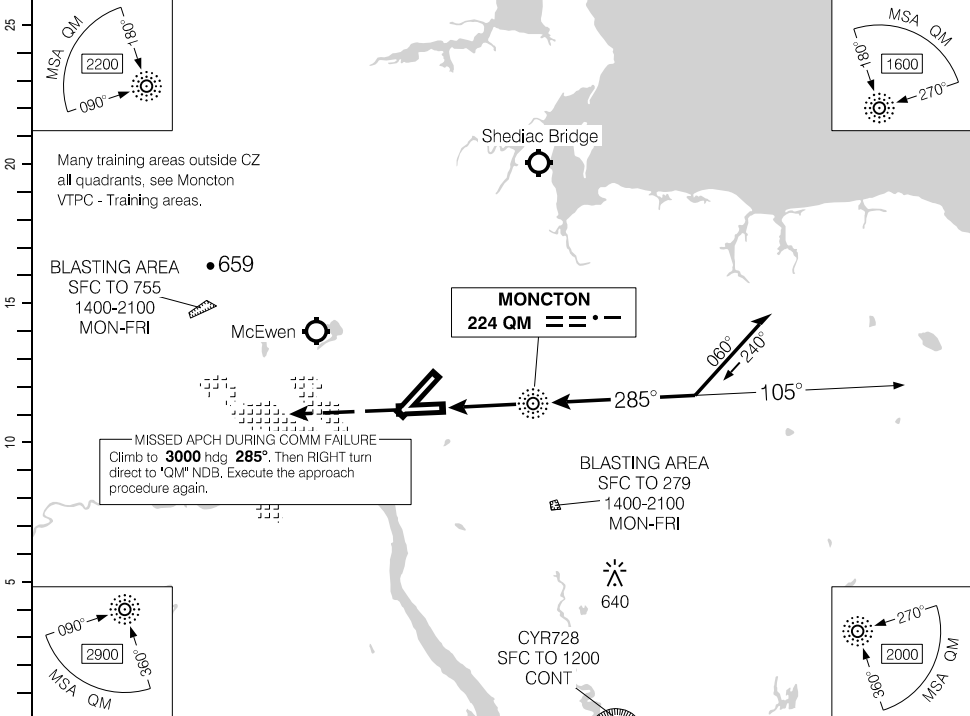 25
20
15
10
5
MSA QM
180°
2200
090°
MSA QM
180°
1600
270°
Shediac Bridge
Many training areas outside CZ
all quadrants, see Moncton
VTPC - Training areas.
BLASTING AREA
SFC TO 755
1400-2100
MON-FRI
659
McEwen
MONCTON
224 QM
060°
240°
285°
105°
MISSED APCH DURING COMM FAILURE
Climb to 3000 hdg 285°. Then RIGHT turn
direct to "QM" NDB. Execute the approach
procedure again.
BLASTING AREA
SFC TO 279
1400-2100
MON-FRI
640
CYR728
SFC TO 1200
CONT
090°
2900
360°
MSA QM
270°
2000
360°
MSA QM